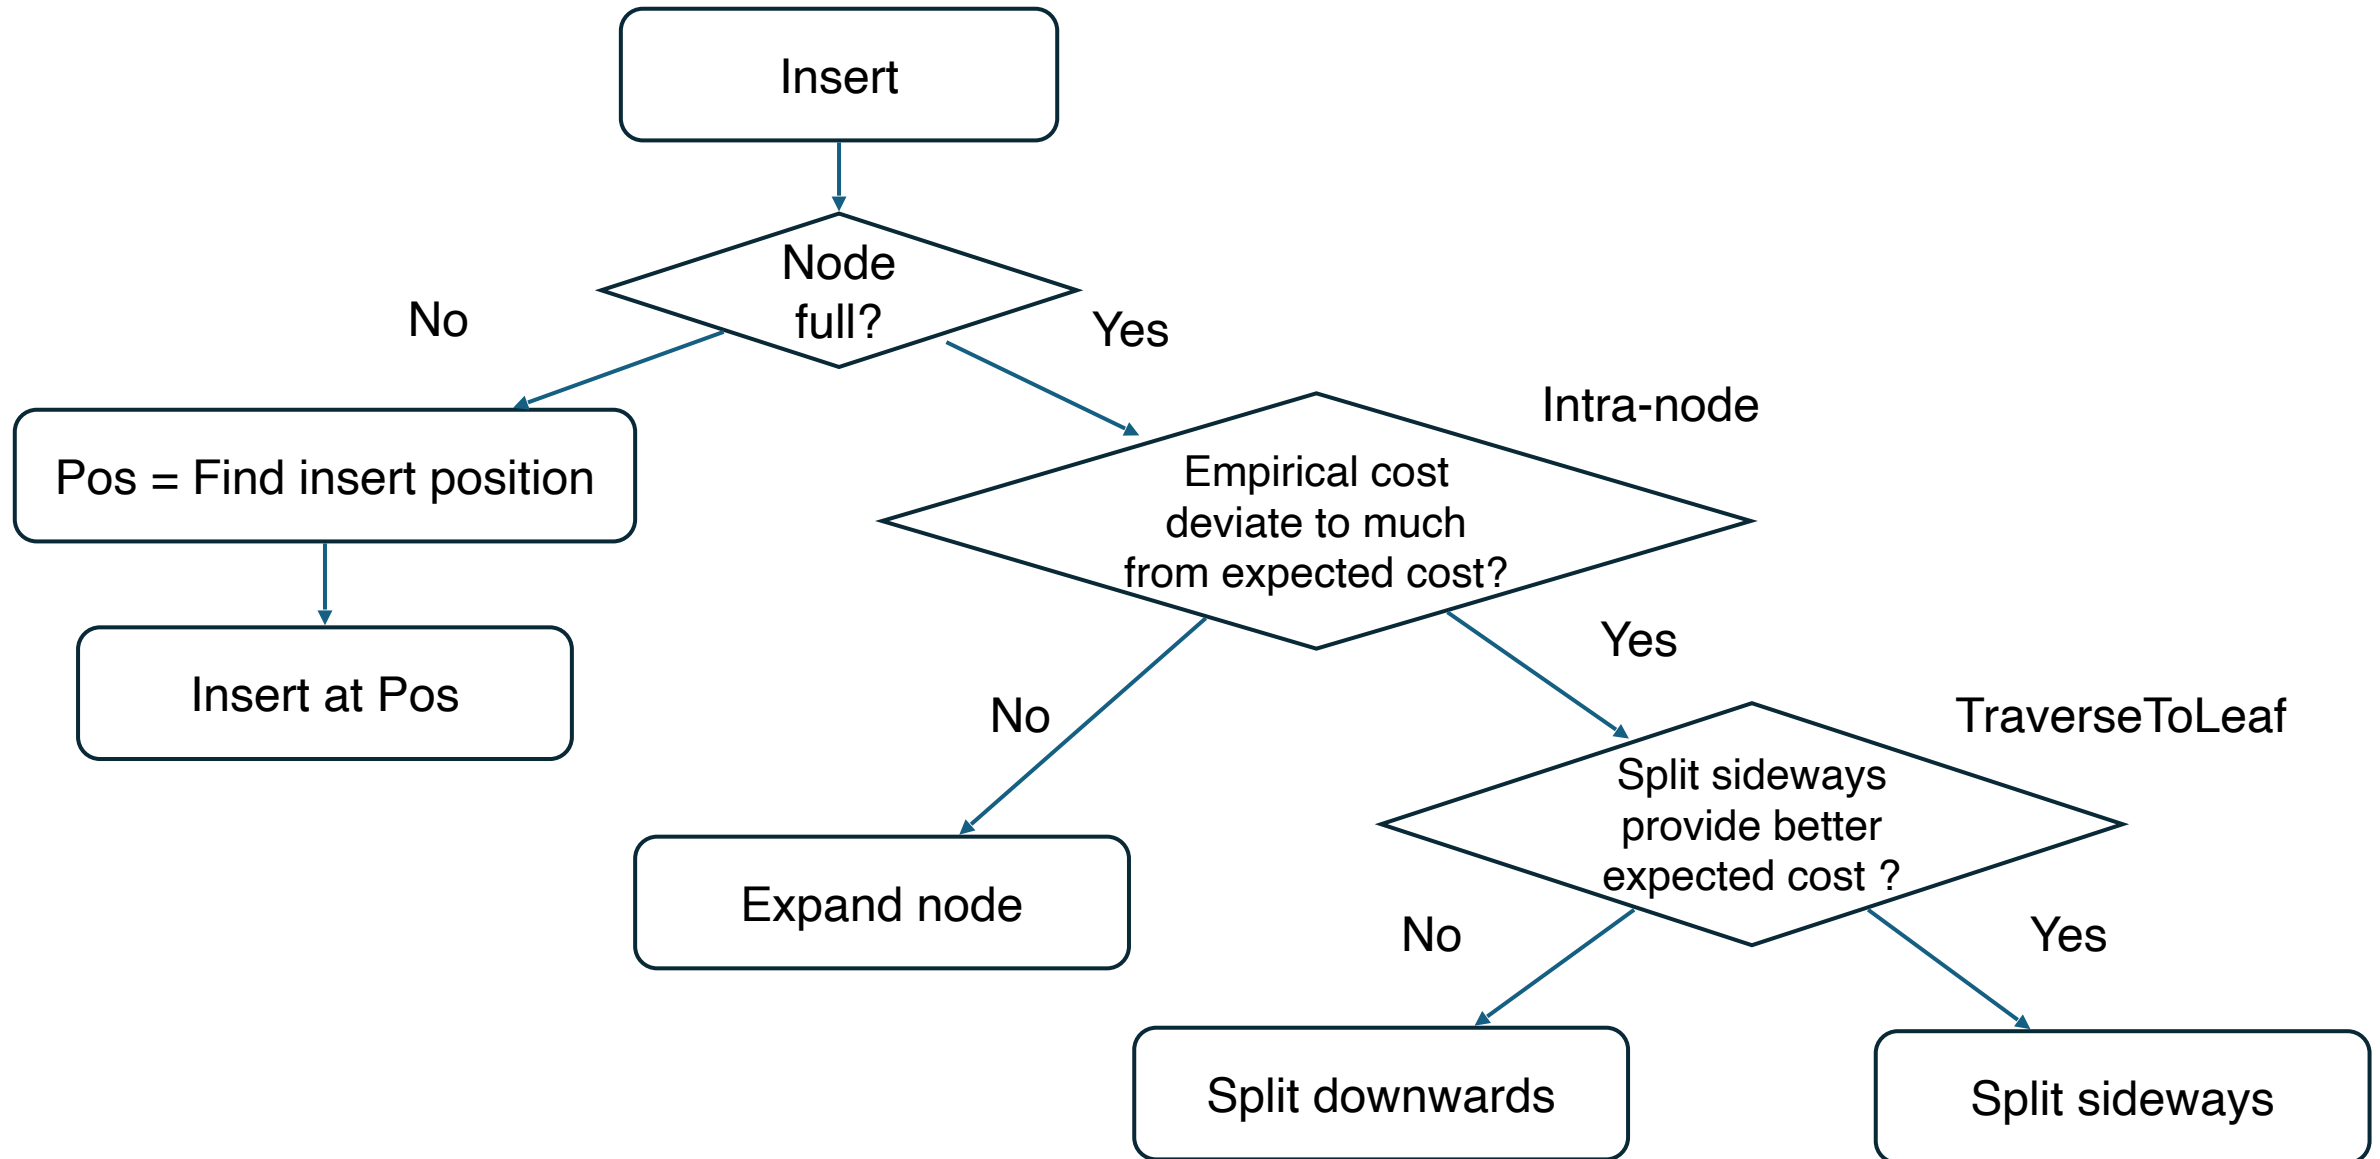 Insert
Node
full?
No
Yes
Intra-node
Pos = Find insert position
Empirical cost
deviate to much
from expected cost?
Insert at Pos
No
Yes
TraverseToLeaf
Split sideways
provide better
expected cost ?
Expand node
No
Yes
Split downwards
Split sideways